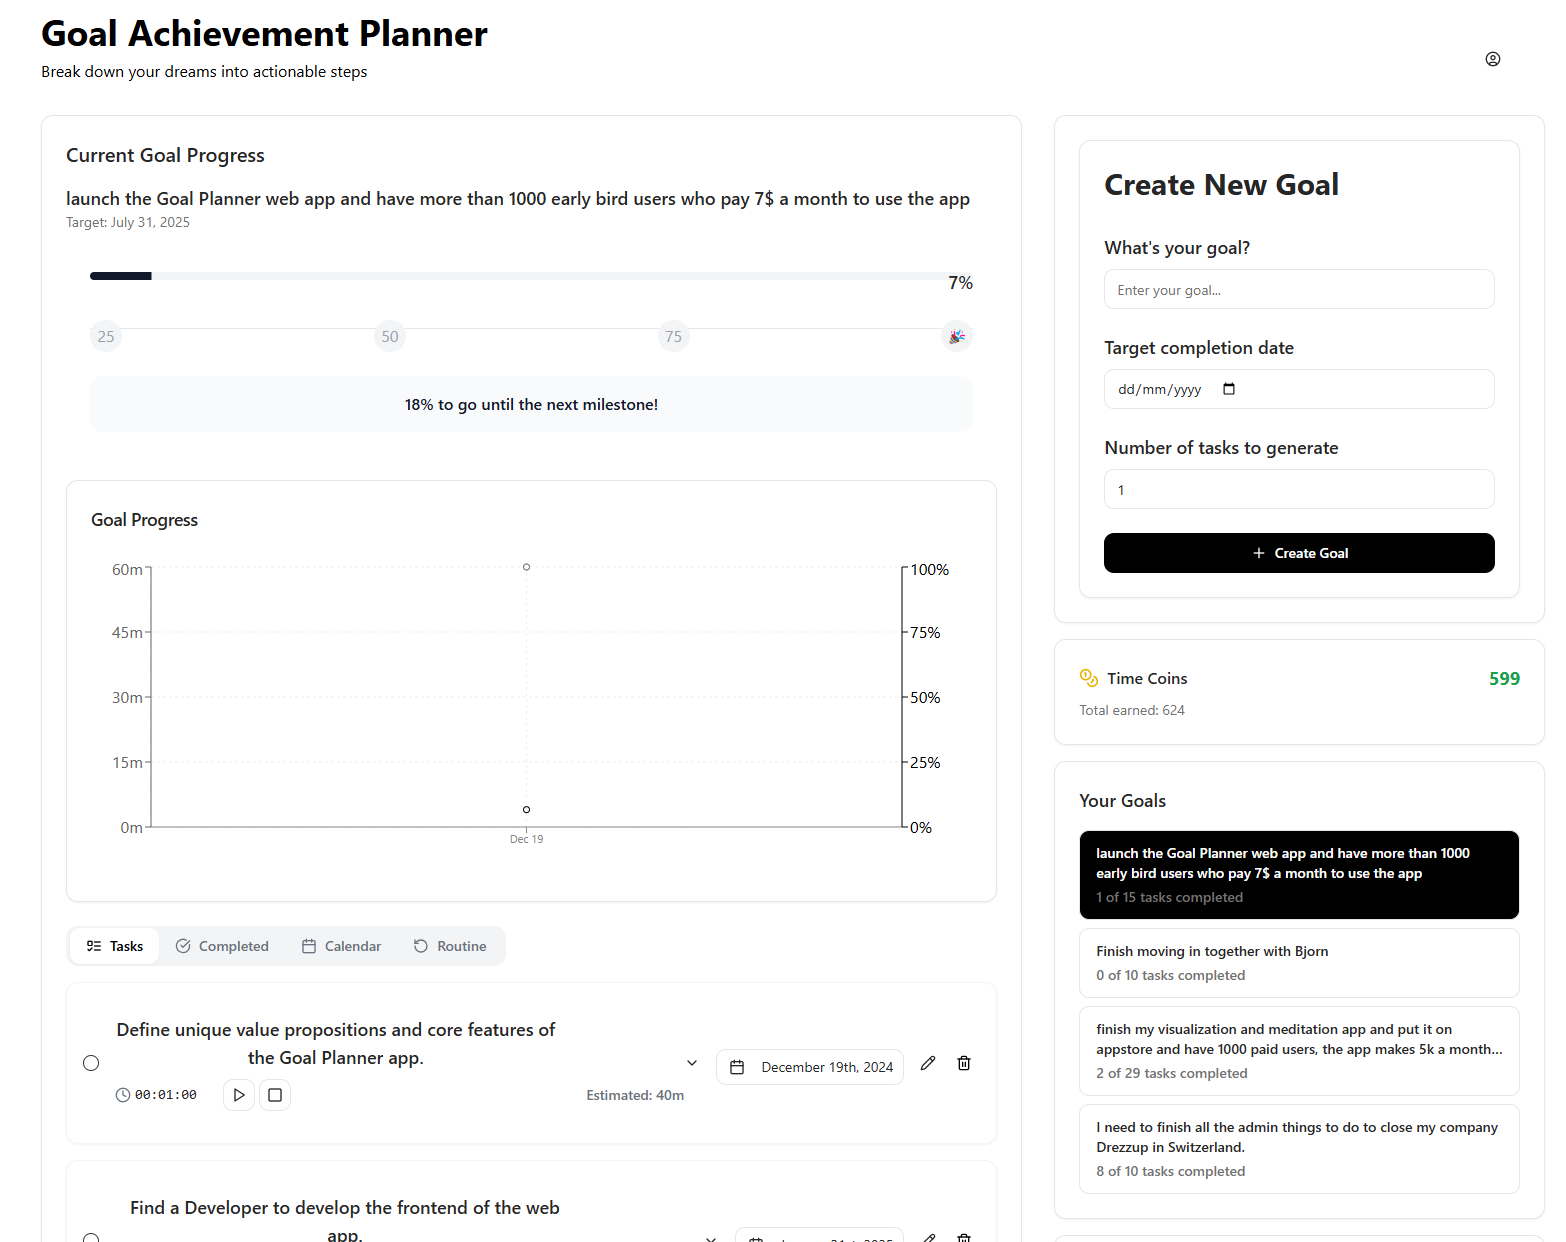 Goal Achievement Planner
Break down your dreams into actionable steps
Current Goal Progress
launch the Goal Planner web app and have more than 1000 early bird users who pay 7$ a month to use the app
Target: July 31, 2025
7%
25
50
75
18% to go until the next milestone!
Goal Progress
60m
45m
30m
15m
0m
100%
75%
50%
25%
0%
Dec 19
Tasks
Completed
Calendar
Routine
Define unique value propositions and core features of
the Goal Planner app.
00:01:00
Estimated: 40m
December 19th, 2024
Find a Developer to develop the frontend of the web
app.
Create New Goal
What's your goal?
Enter your goal...
Target completion date
dd/mm/yyyy
Number of tasks to generate
1
Create Goal
Time Coins
599
Total earned: 624
Your Goals
launch the Goal Planner web app and have more than 1000
early bird users who pay 7$ a month to use the app
1 of 15 tasks completed
Finish moving in together with Bjorn
0 of 10 tasks completed
finish my visualization and meditation app and put it on
appstore and have 1000 paid users, the app makes 5k a month...
2 of 29 tasks completed
I need to finish all the admin things to do to close my company
Drezzup in Switzerland.
8 of 10 tasks completed